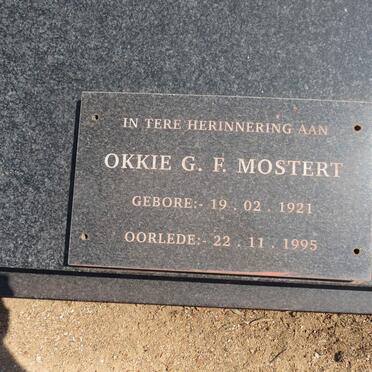 IN TERE HERINNERING AAN
OKKIE G. F. MOSTERT
GEBORE:- 19 . 02 . 1921
OORLEDE:- 22 . 11 . 1995